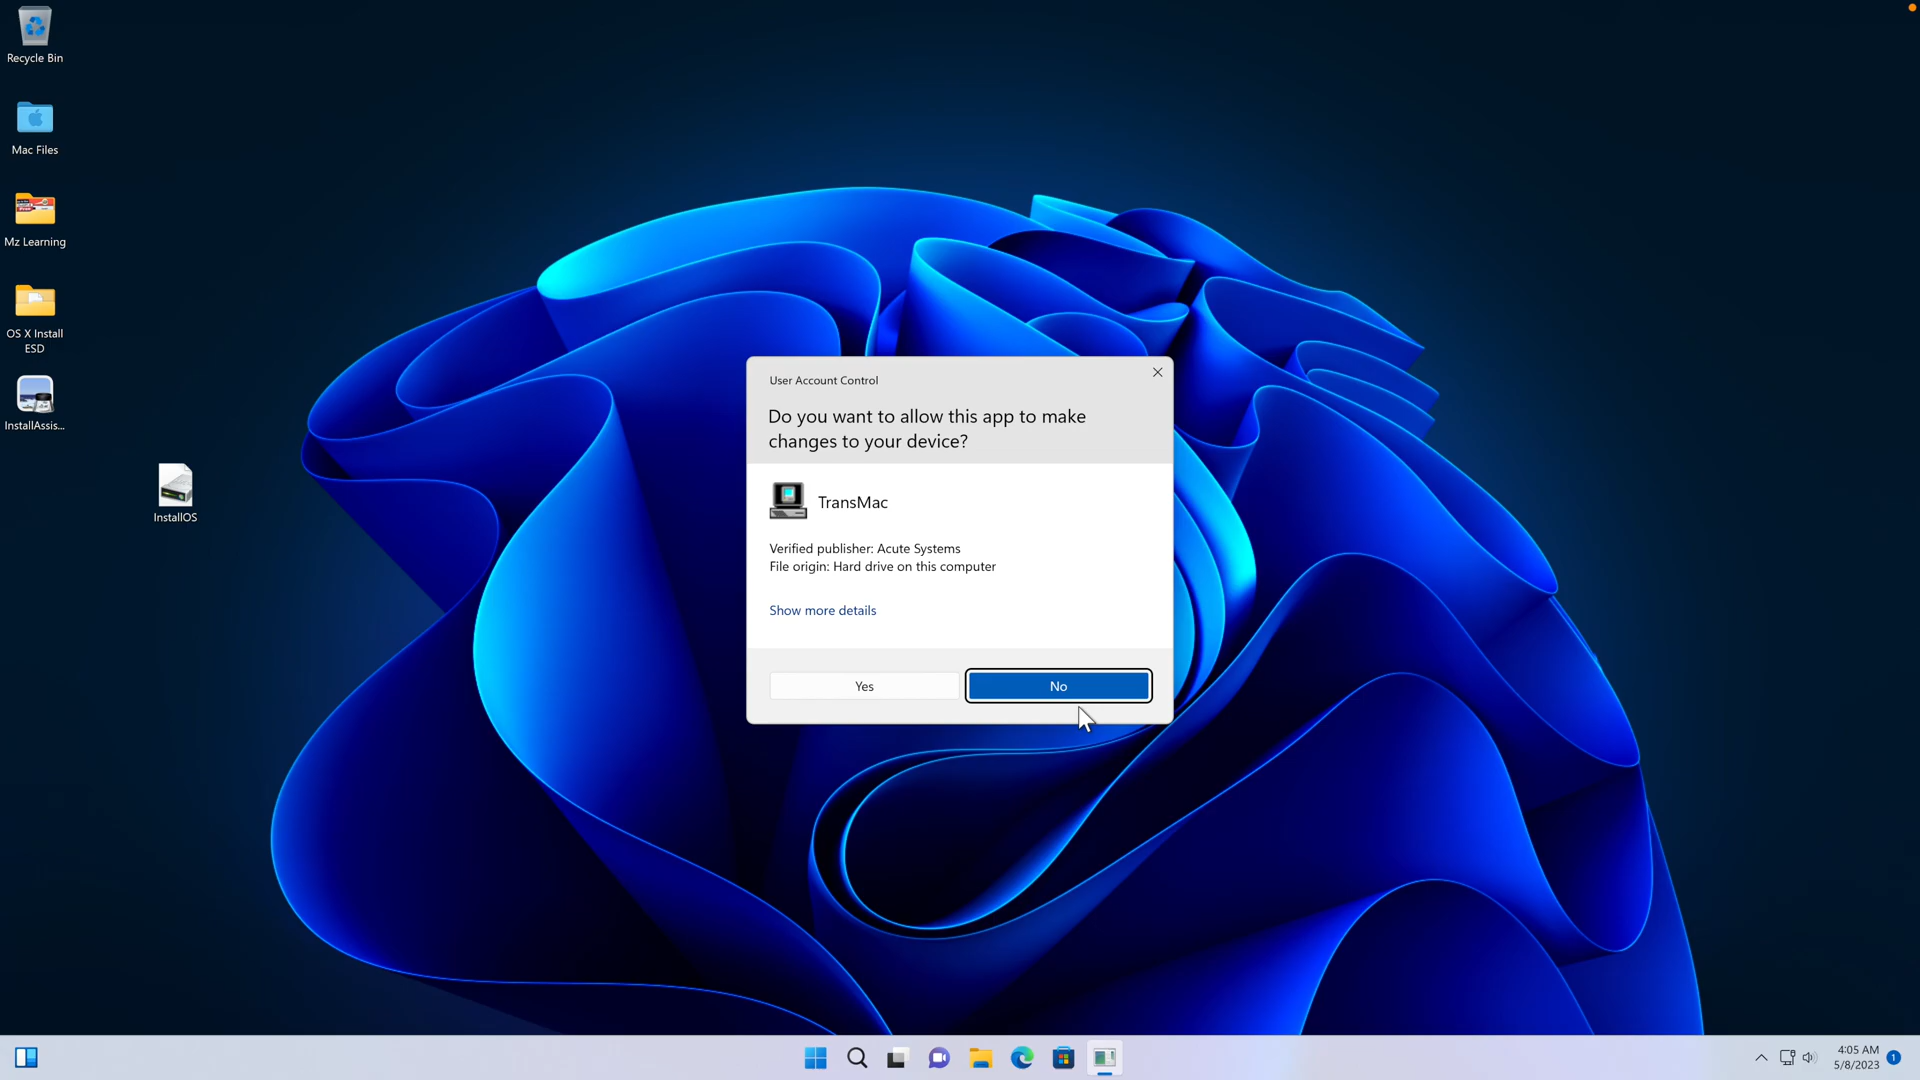 Recycle Bin
Mac Files
Mz Learning
OS X Install
ESD
InstallAssis...
InstallOS
User Account Control
Do you want to allow this app to make
changes to your device?
TransMac
Verified publisher: Acute Systems
File origin: Hard drive on this computer
Show more details
Yes
No
4:05 AM
5/8/2023
1